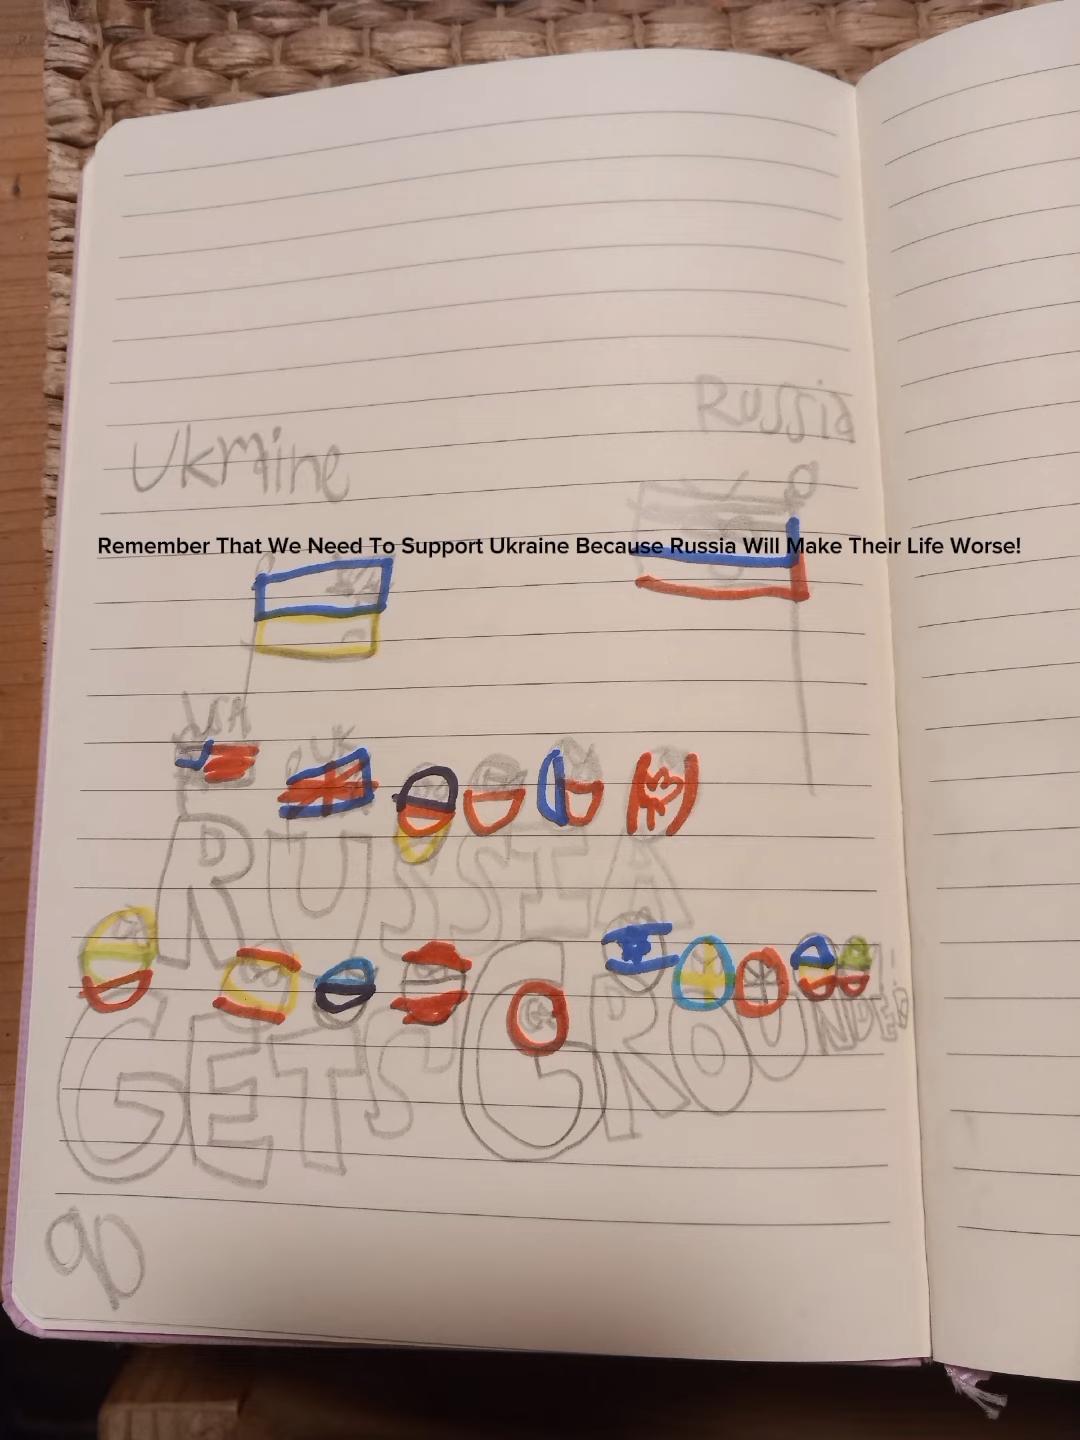 Russia
Ukraine
Remember That We Need To Support Ukraine Because Russia Will Make Their Life Worse!
USA
UK
RUSSIA
GETS GROUNDED!!
90